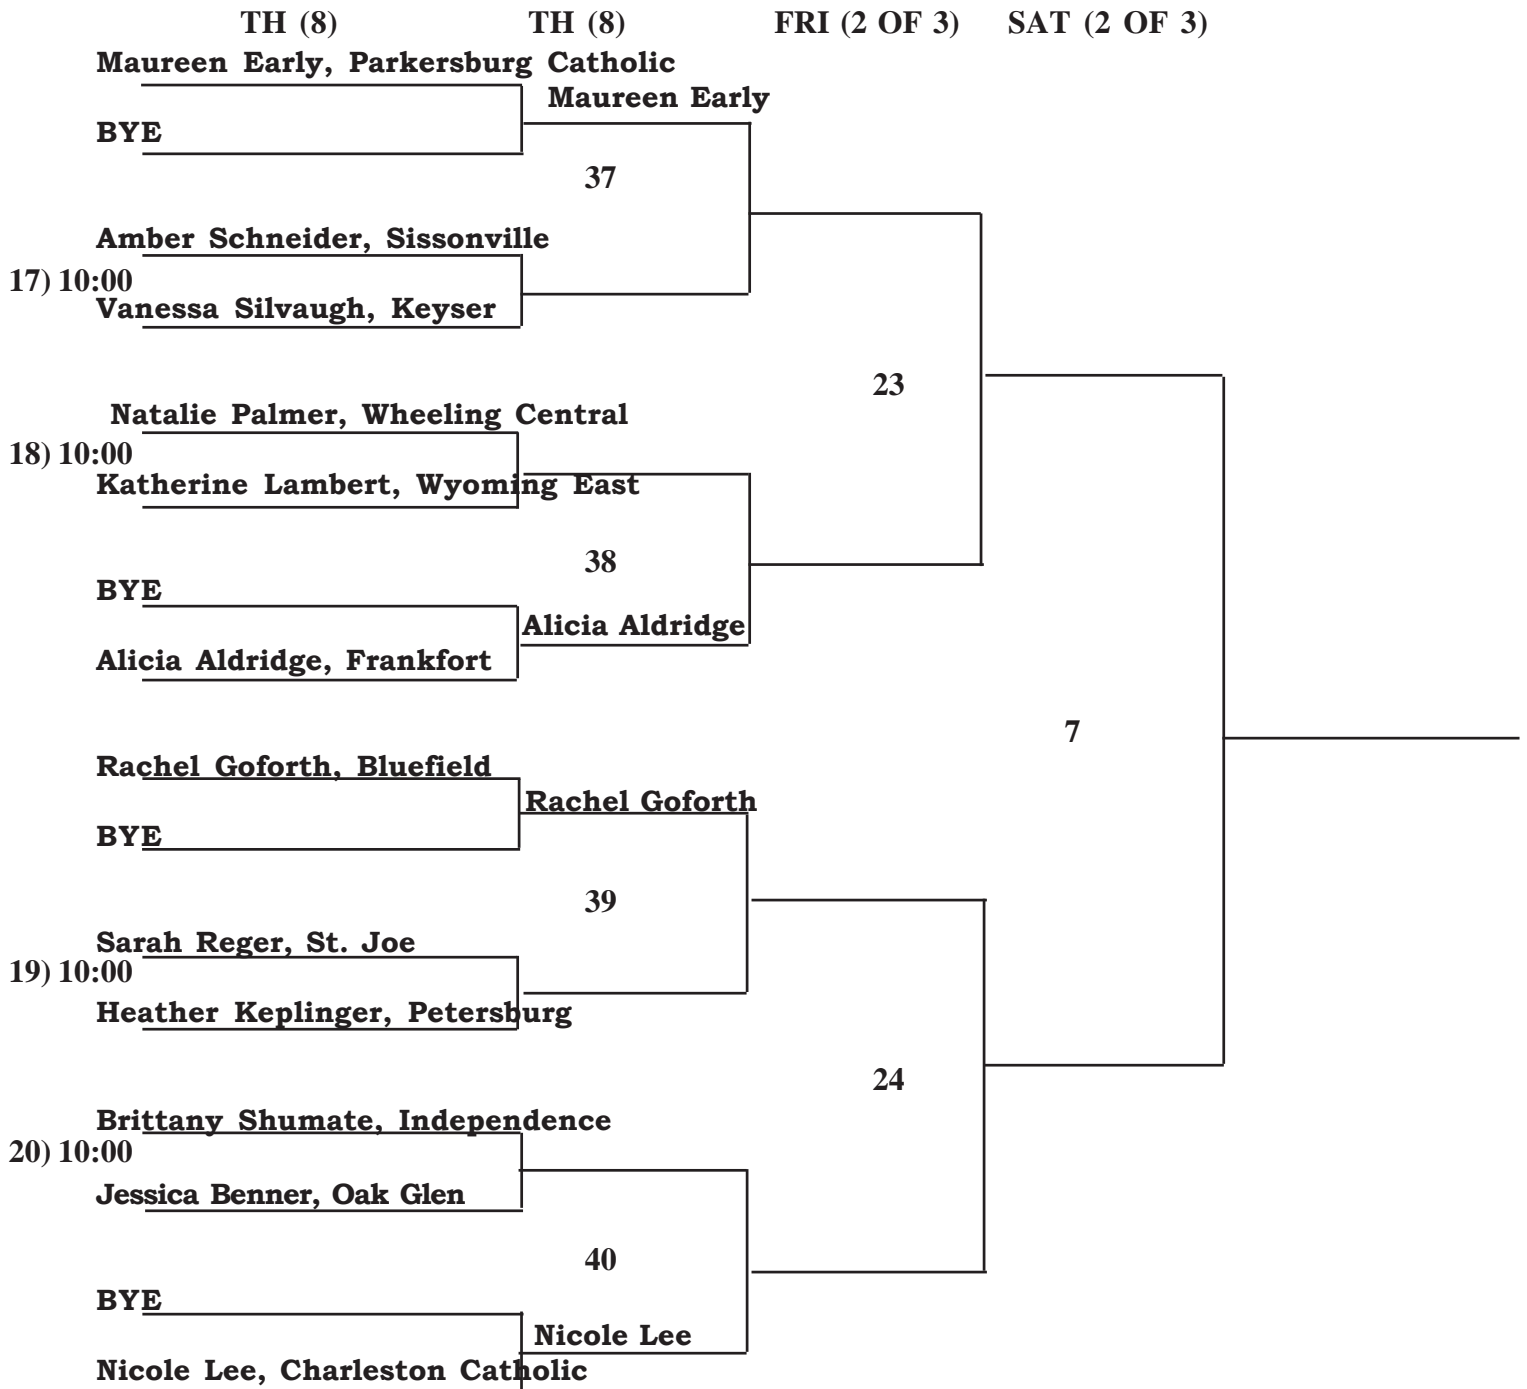 TH (8) TH (8) FRI (2 OF 3) SAT (2 OF 3)
Maureen Early, Parkersburg Catholic
Maureen Early
BYE
37
Amber Schneider, Sissonville
17) 10:00
Vanessa Silvaugh, Keyser
23
Natalie Palmer, Wheeling Central
18) 10:00
Katherine Lambert, Wyoming East
38
BYE
Alicia Aldridge
Alicia Aldridge, Frankfort
7
Rachel Goforth, Bluefield
Rachel Goforth
BYE
39
Sarah Reger, St. Joe
19) 10:00
Heather Keplinger, Petersburg
24
Brittany Shumate, Independence
20) 10:00
Jessica Benner, Oak Glen
40
BYE
Nicole Lee
Nicole Lee, Charleston Catholic